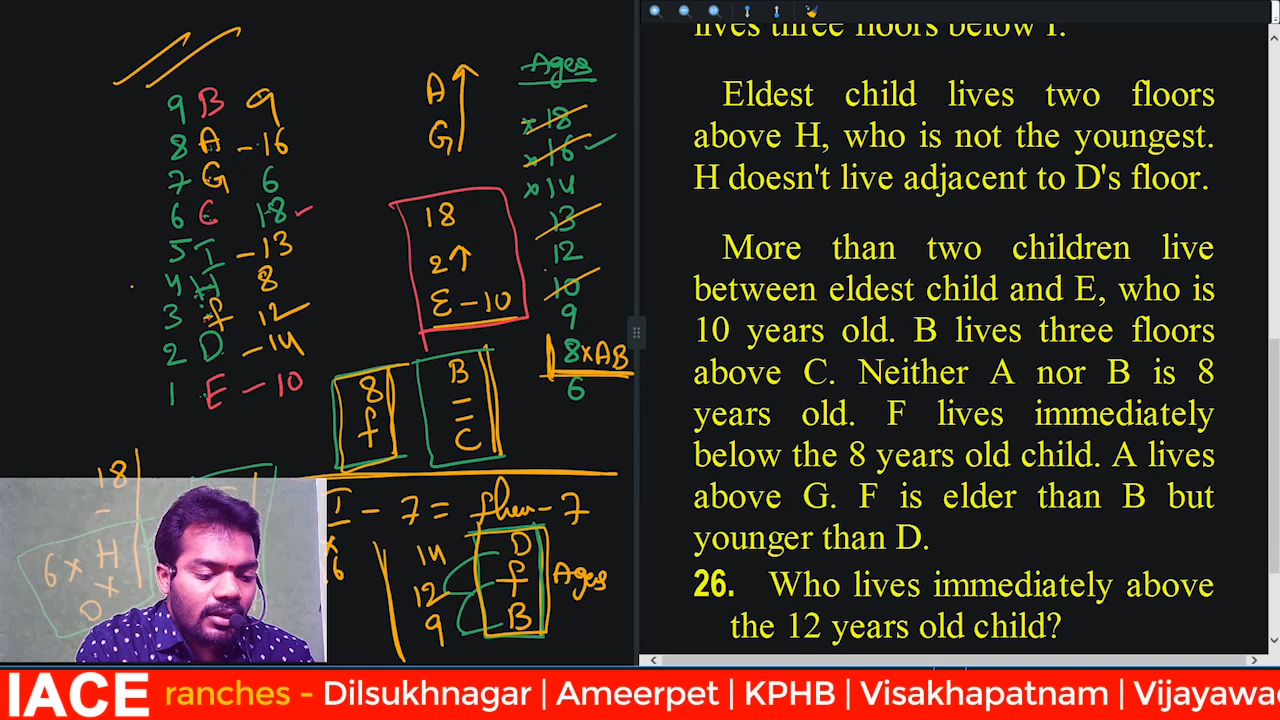 9 B 9
8 A - 16
7 G 6
6 C 18
5 I - 13
4 H 8
3 F 12
2 D - 14
1 E - 10
A
G
18
2↑
E - 10
Ages
x 18
x 16
x 14
13
12
10
9
8 x AB
6
8
F
B
–
–
C
18
-
6 x H
x
D
I - 7 = floor - 7
x
6
14 D
12 F
9 B
Ages
lives three floors below I.
Eldest child lives two floors
above H, who is not the youngest.
H doesn't live adjacent to D's floor.
More than two children live
between eldest child and E, who is
10 years old. B lives three floors
above C. Neither A nor B is 8
years old. F lives immediately
below the 8 years old child. A lives
above G. F is elder than B but
younger than D.
26. Who lives immediately above
the 12 years old child?
IACE ranches - Dilsukhnagar | Ameerpet | KPHB | Visakhapatnam | Vijayawa